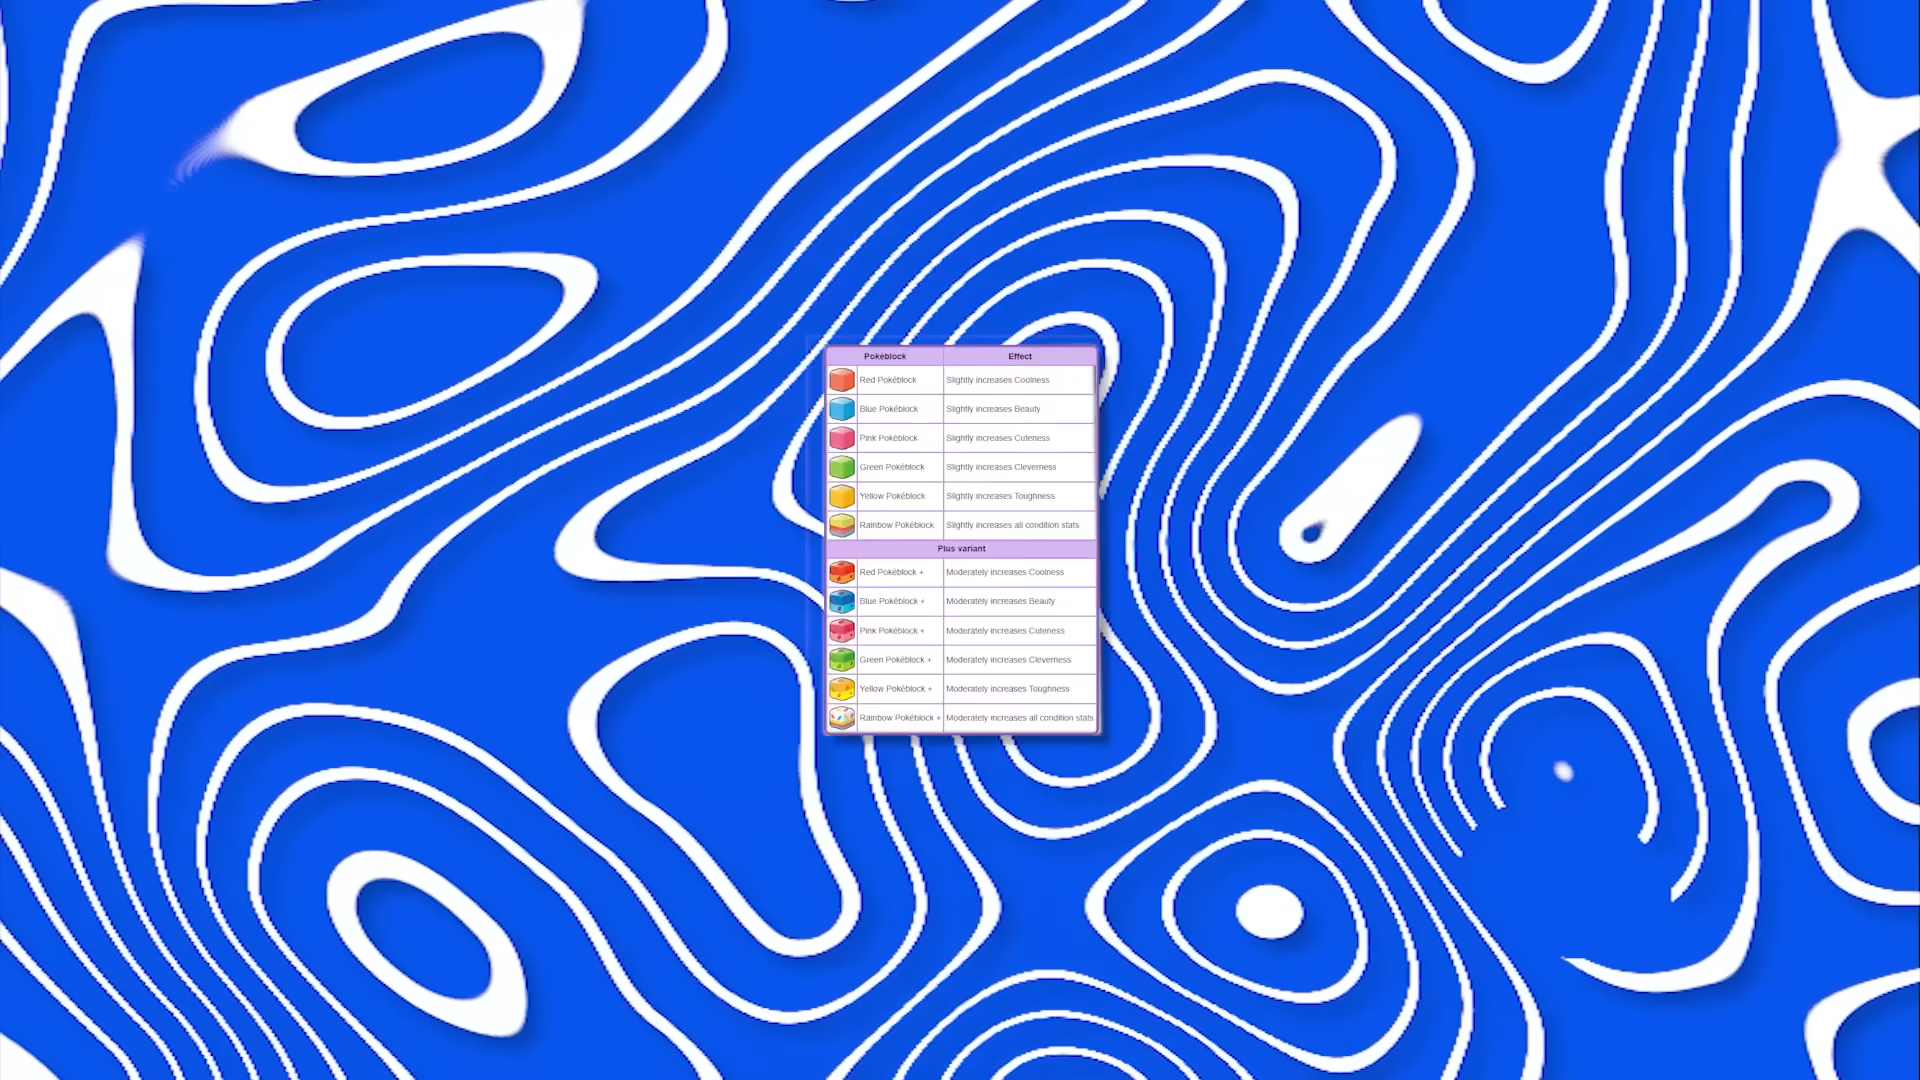 Pokéblock Effect
Red Pokéblock Slightly increases Coolness
Blue Pokéblock Slightly increases Beauty
Pink Pokéblock Slightly increases Cuteness
Green Pokéblock Slightly increases Cleverness
Yellow Pokéblock Slightly increases Toughness
Rainbow Pokéblock Slightly increases all condition stats
Plus variant
Red Pokéblock + Moderately increases Coolness
Blue Pokéblock + Moderately increases Beauty
Pink Pokéblock + Moderately increases Cuteness
Green Pokéblock + Moderately increases Cleverness
Yellow Pokéblock + Moderately increases Toughness
Rainbow Pokéblock + Moderately increases all condition stats